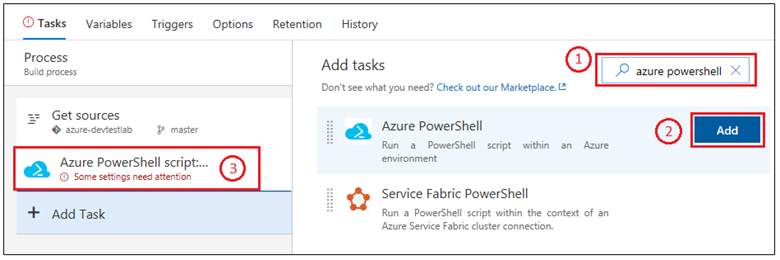 Tasks Variables Triggers Options Retention History
Process
Build process
Get sources
azure-devtestlab master
Azure PowerShell script:...
Some settings need attention
3
+ Add Task
Add tasks
1
azure powershell
Don't see what you need? Check out our Marketplace.
Azure PowerShell
Run a PowerShell script within an Azure
environment
2
Add
Service Fabric PowerShell
Run a PowerShell script within the context of an
Azure Service Fabric cluster connection.